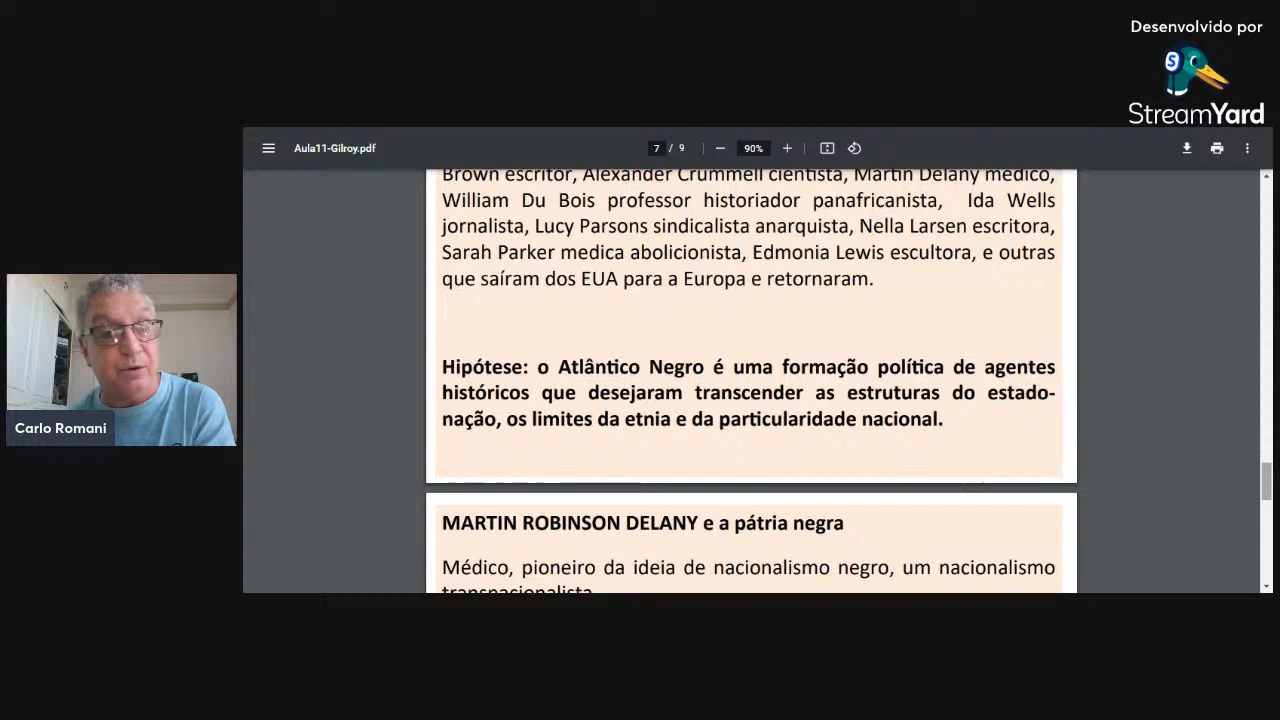 Desenvolvido por
StreamYard
Aula11-Gilroy.pdf
7 / 9
90%
Brown escritor, Alexander Crummell cientista, Martin Delany médico,
William Du Bois professor historiador panafricanista, Ida Wells
jornalista, Lucy Parsons sindicalista anarquista, Nella Larsen escritora,
Sarah Parker medica abolicionista, Edmonia Lewis escultora, e outras
que saíram dos EUA para a Europa e retornaram.
Hipótese: o Atlântico Negro é uma formação política de agentes
históricos que desejaram transcender as estruturas do estado-
nação, os limites da etnia e da particularidade nacional.
Carlo Romani
MARTIN ROBINSON DELANY e a pátria negra
Médico, pioneiro da ideia de nacionalismo negro, um nacionalismo
transnacionalista